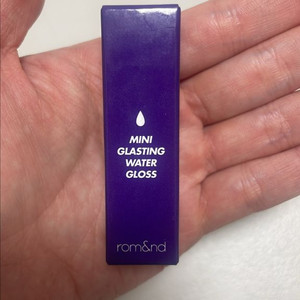 MINI
GLASTING
WATER
GLOSS
rom&nd